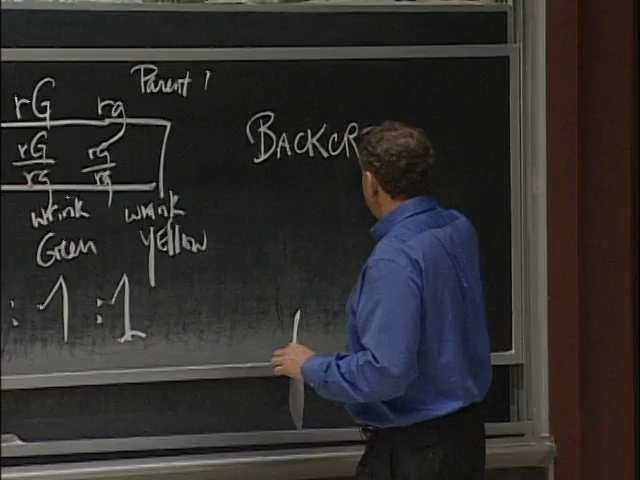 Parent 1
rG rg
rG rg
rg rg
wrink wrink
Green YELLOW
: 1 : 1
BACKCR